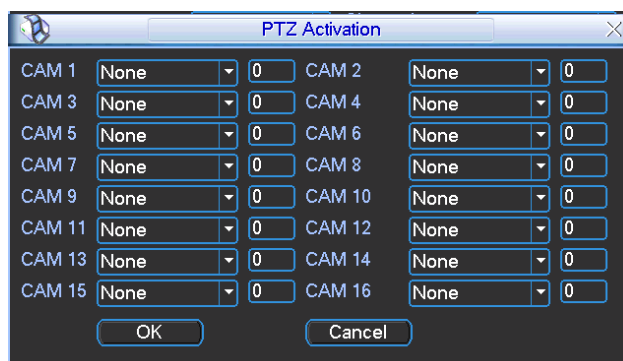 PTZ Activation
CAM 1 None 0 CAM 2 None 0
CAM 3 None 0 CAM 4 None 0
CAM 5 None 0 CAM 6 None 0
CAM 7 None 0 CAM 8 None 0
CAM 9 None 0 CAM 10 None 0
CAM 11 None 0 CAM 12 None 0
CAM 13 None 0 CAM 14 None 0
CAM 15 None 0 CAM 16 None 0
OK Cancel